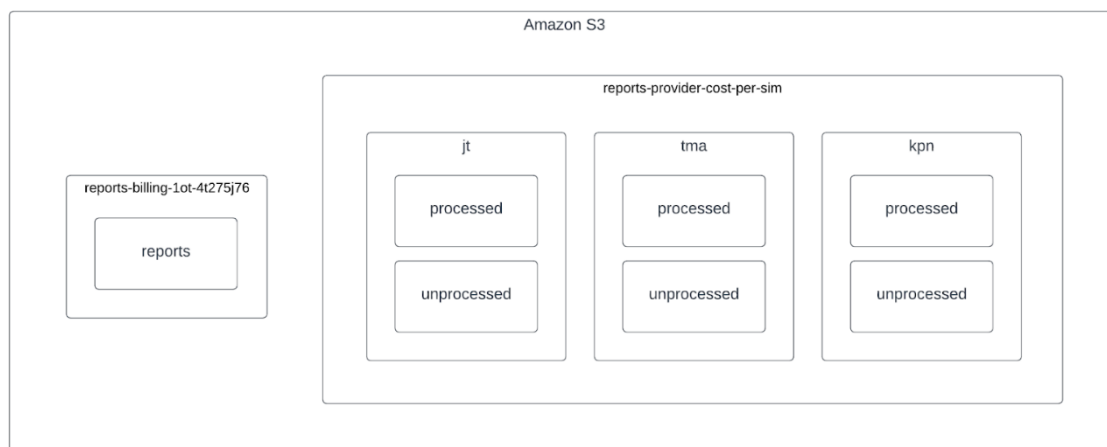 Amazon S3
reports-billing-1ot-4t275j76
reports
reports-provider-cost-per-sim
jt
processed
unprocessed
tma
processed
unprocessed
kpn
processed
unprocessed